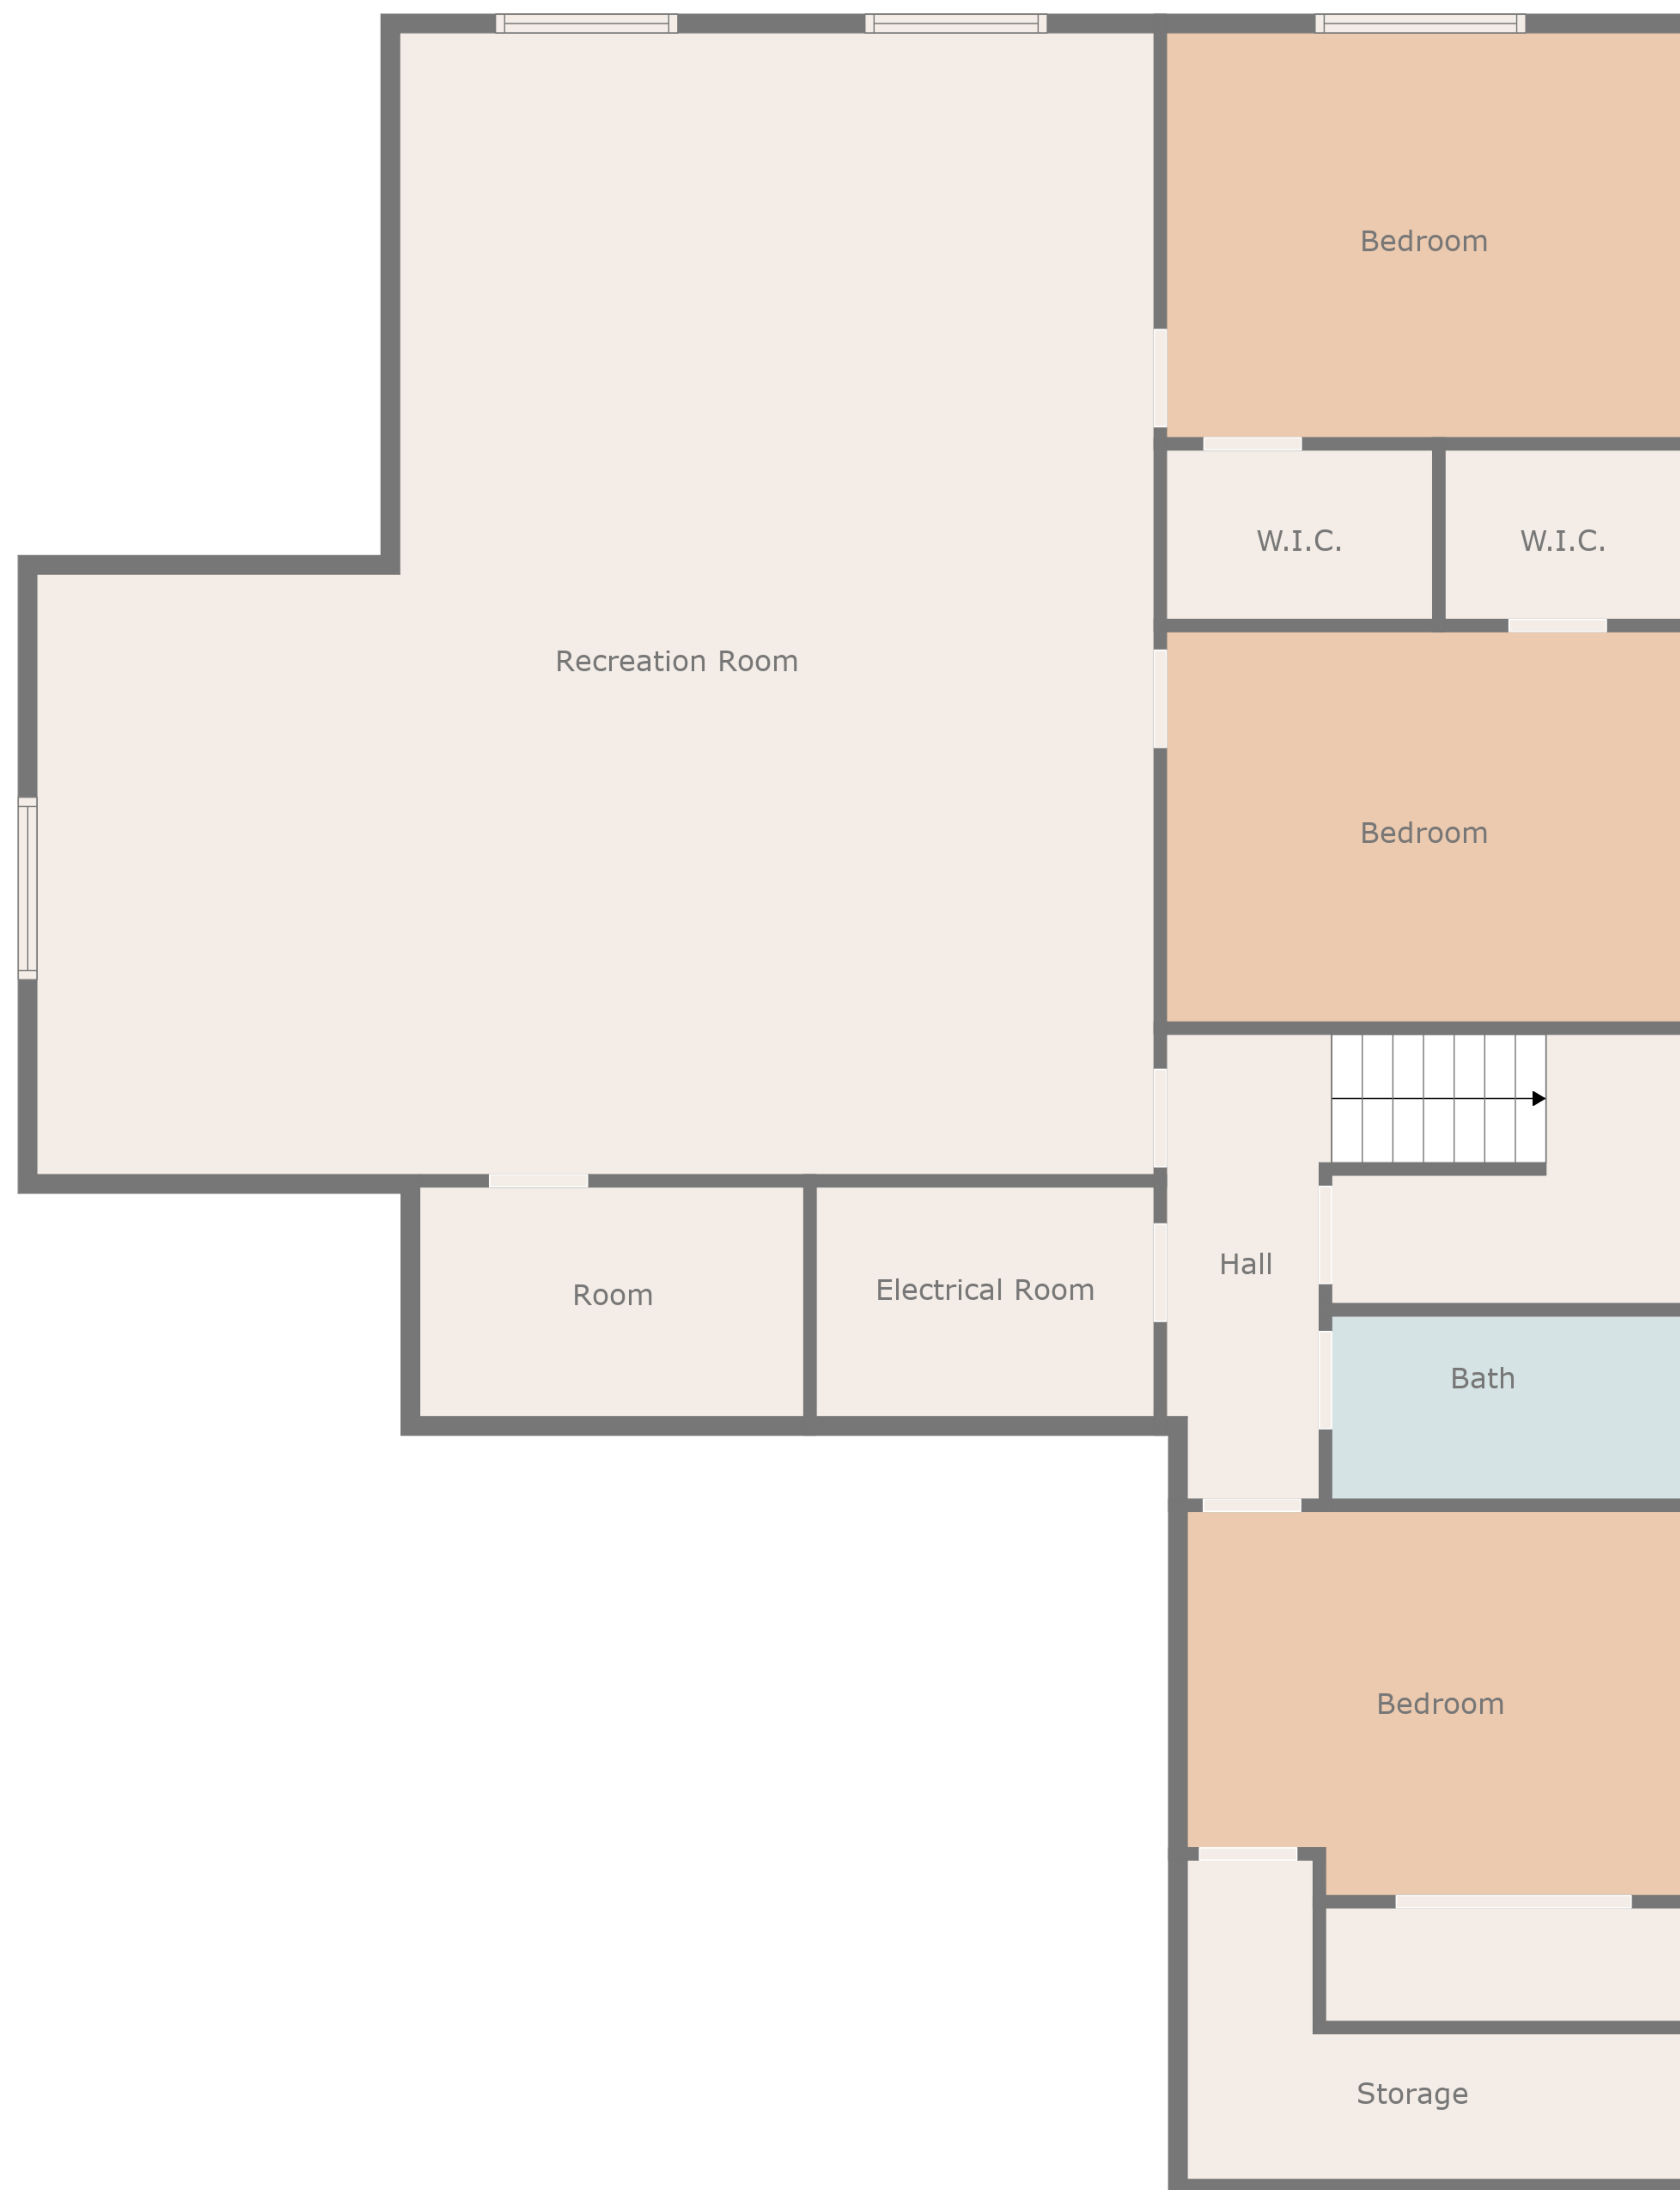 Bedroom
W.I.C.
W.I.C.
Recreation Room
Bedroom
Hall
Electrical Room
Room
Bath
Bedroom
Storage